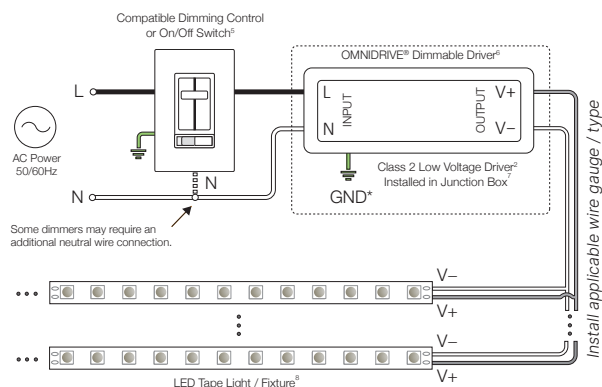 Compatible Dimming Control
or On/Off Switch⁵
OMNIDRIVE® Dimmable Driver⁶
L
L
V+
INPUT
OUTPUT
N
V−
AC Power
50/60Hz
Class 2 Low Voltage Driver²
Installed in Junction Box⁷
GND*
N
N
Some dimmers may require an
additional neutral wire connection.
Install applicable wire gauge / type
V−
V+
V−
V+
LED Tape Light / Fixture⁸